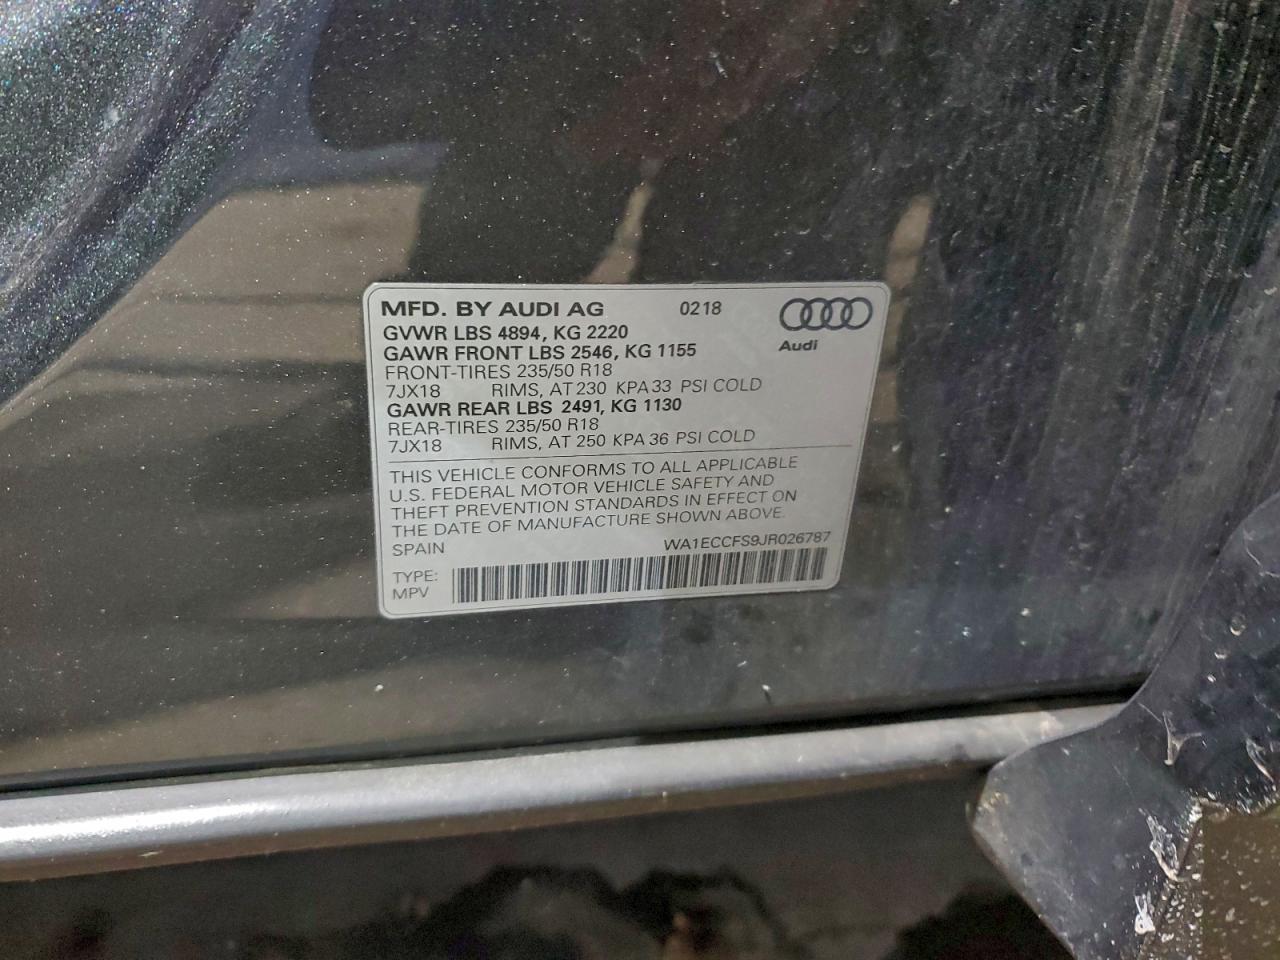 MFD. BY AUDI AG 0218
GVWR LBS 4894, KG 2220
GAWR FRONT LBS 2546, KG 1155
Audi
FRONT-TIRES 235/50 R18
7JX18 RIMS, AT 230 KPA 33 PSI COLD
GAWR REAR LBS 2491, KG 1130
REAR-TIRES 235/50 R18
7JX18 RIMS, AT 250 KPA 36 PSI COLD
THIS VEHICLE CONFORMS TO ALL APPLICABLE
U.S. FEDERAL MOTOR VEHICLE SAFETY AND
THEFT PREVENTION STANDARDS IN EFFECT ON
THE DATE OF MANUFACTURE SHOWN ABOVE.
SPAIN WA1ECCFS9JR026787
TYPE:
MPV